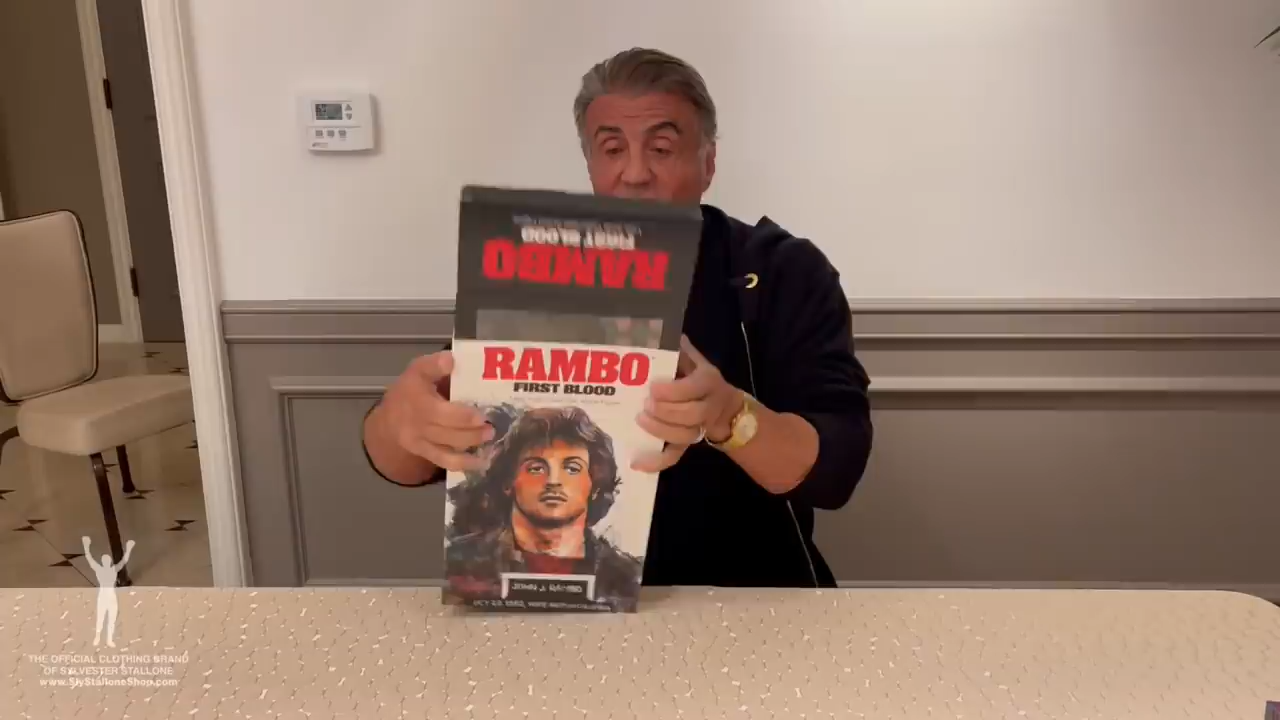 FIRST BLOOD
RAMBO
RAMBO
FIRST BLOOD
JOHN J. RAMBO
THE OFFICIAL CLOTHING BRAND
OF SYLVESTER STALLONE
www.SlyStalloneShop.com